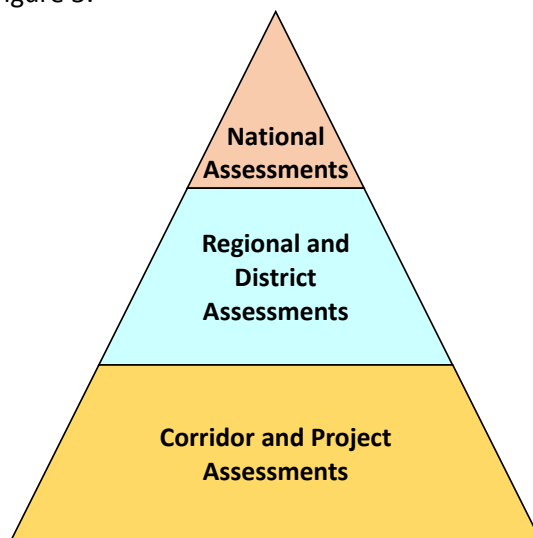 National
Assessments
Regional and
District
Assessments
Corridor and Project
Assessments